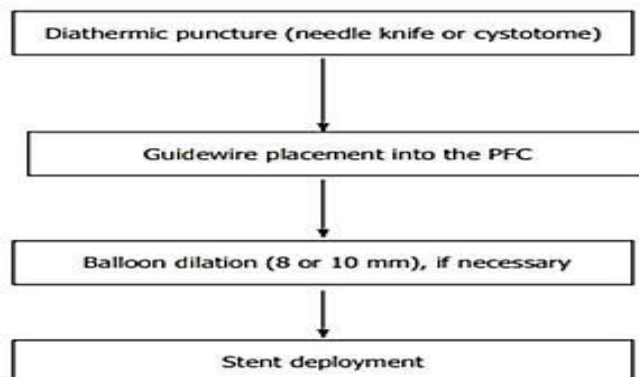 Diathermic puncture (needle knife or cystotome)
Guidewire placement into the PFC
Balloon dilation (8 or 10 mm), if necessary
Stent deployment